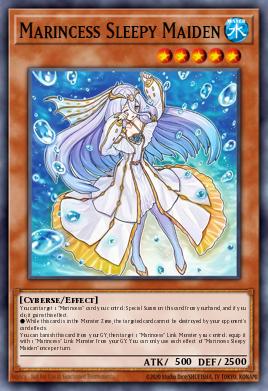 Marincess Sleepy Maiden
WATER
水
[CYBERSE/EFFECT]
You can target 1 "Marincess" card you control; Special Summon this card from your hand, and if you
do, it gains this effect.
●While this card is in the Monster Zone, the targeted card cannot be destroyed by your opponent's
card effects.
You can banish this card from your GY, then target 1 "Marincess" Link Monster you control; equip it
with 1 "Marincess" Link Monster from your GY. You can only use each effect of "Marincess Sleepy
Maiden" once per turn.
ATK/ 500 DEF/2500
©2020 Studio Dice/SHUEISHA, TV TOKYO, KONAMI